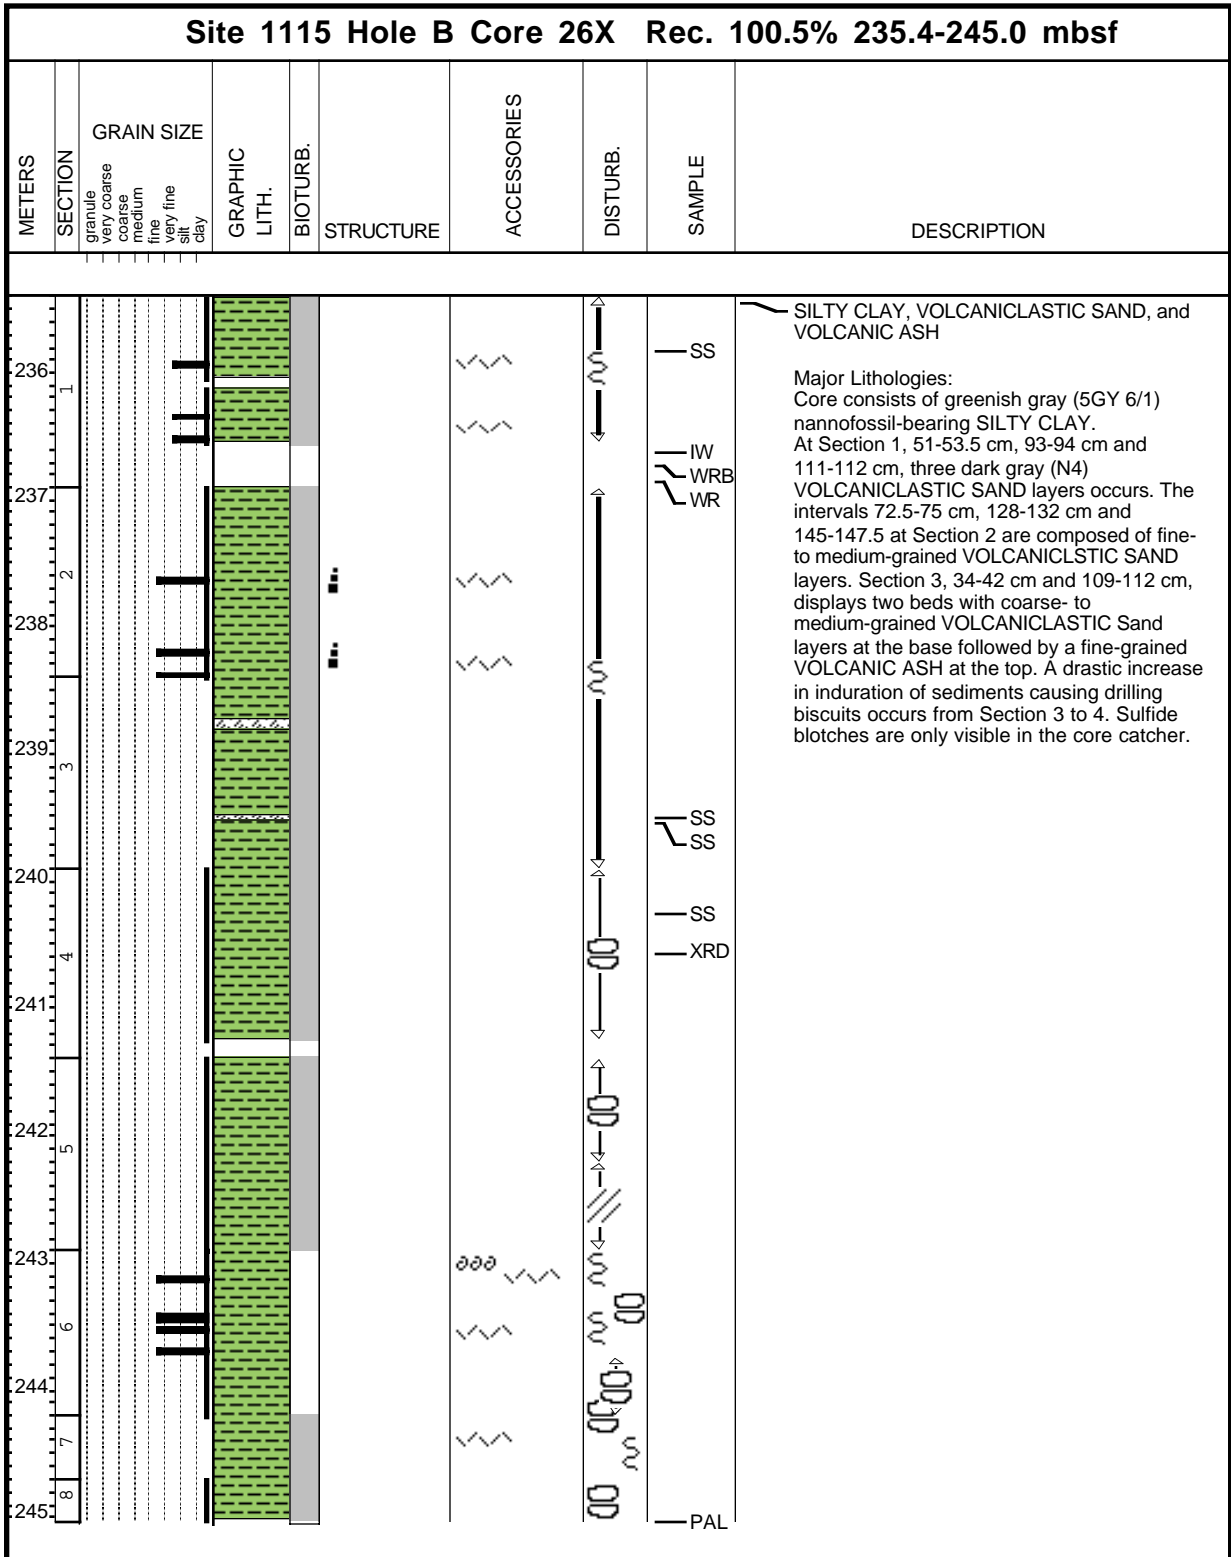 Site 1115 Hole B Core 26X Rec. 100.5% 235.4-245.0 mbsf
METERS
SECTION
GRAIN SIZE
granule
very coarse
coarse
medium
fine
very fine
silt
clay
GRAPHIC
LITH.
BIOTURB.
STRUCTURE
ACCESSORIES
DISTURB.
SAMPLE
DESCRIPTION
236
237
238
239
240
241
242
243
244
245
1
2
3
4
5
6
7
8
SS
IW
WRB
WR
SS
SS
SS
XRD
PAL
SILTY CLAY, VOLCANICLASTIC SAND, and
VOLCANIC ASH
Major Lithologies:
Core consists of greenish gray (5GY 6/1)
nannofossil-bearing SILTY CLAY.
At Section 1, 51-53.5 cm, 93-94 cm and
111-112 cm, three dark gray (N4)
VOLCANICLASTIC SAND layers occurs. The
intervals 72.5-75 cm, 128-132 cm and
145-147.5 at Section 2 are composed of fine-
to medium-grained VOLCANICLSTIC SAND
layers. Section 3, 34-42 cm and 109-112 cm,
displays two beds with coarse- to
medium-grained VOLCANICLASTIC Sand
layers at the base followed by a fine-grained
VOLCANIC ASH at the top. A drastic increase
in induration of sediments causing drilling
biscuits occurs from Section 3 to 4. Sulfide
blotches are only visible in the core catcher.